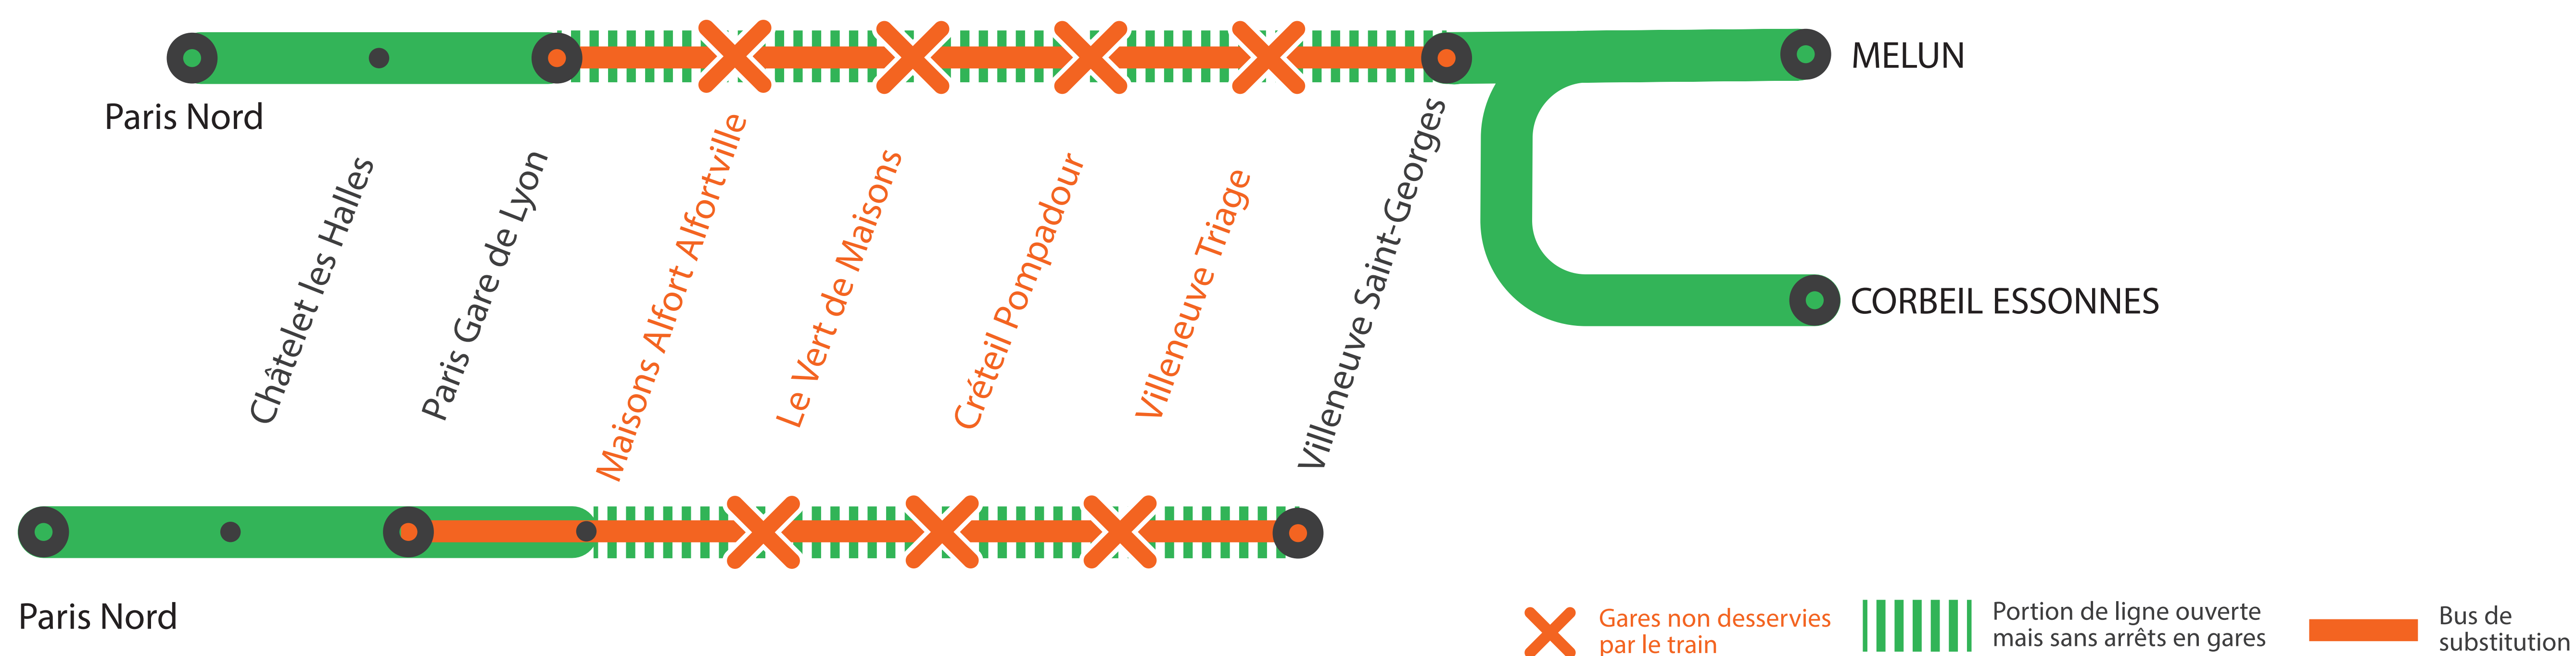 MELUN
Paris Nord
Châtelet les Halles
Paris Gare de Lyon
Maisons Alfort Alfortville
Le Vert de Maisons
Créteil Pompadour
Villeneuve Triage
Villeneuve Saint-Georges
CORBEIL ESSONNES
Paris Nord
Gares non desservies
par le train
Portion de ligne ouverte
mais sans arrêts en gares
Bus de
substitution